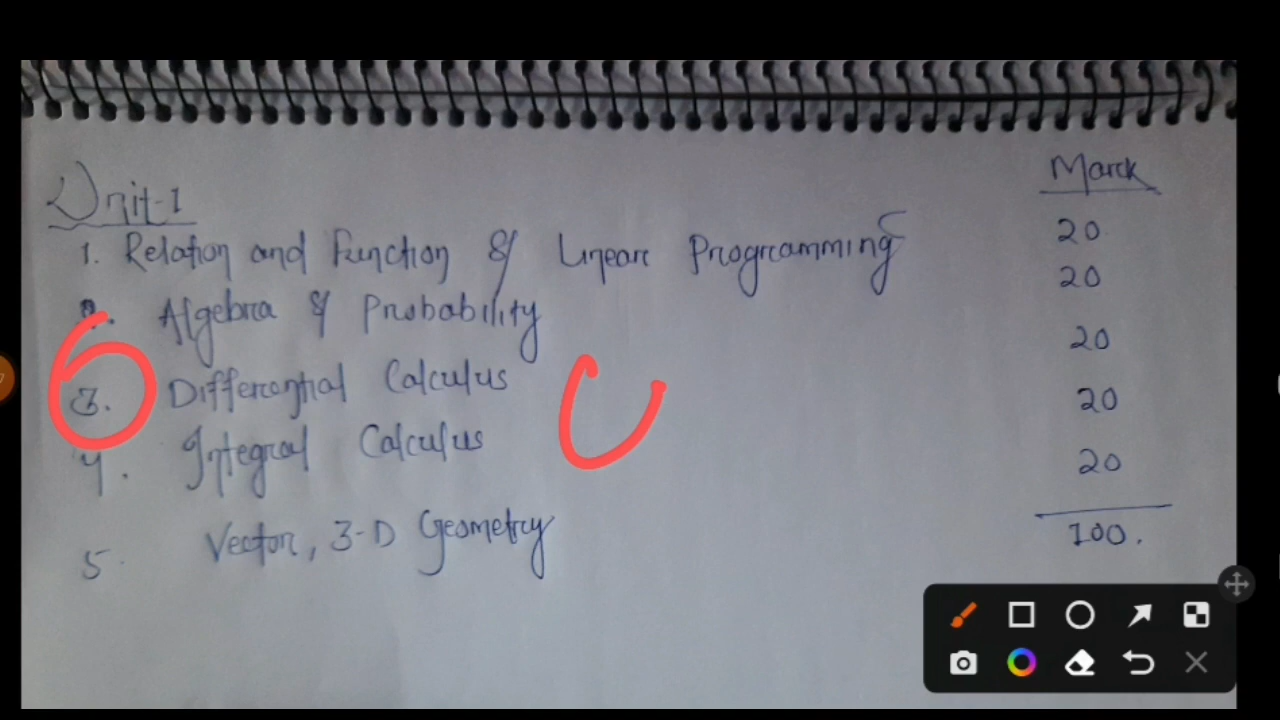 Unit-1
Marck
1. Relation and Function & Linear Programming 20
2. Algebra & Probability 20
3. Differential Calculus 20
4. Integral Calculus 20
5. Vector, 3-D Geometry 20
100.